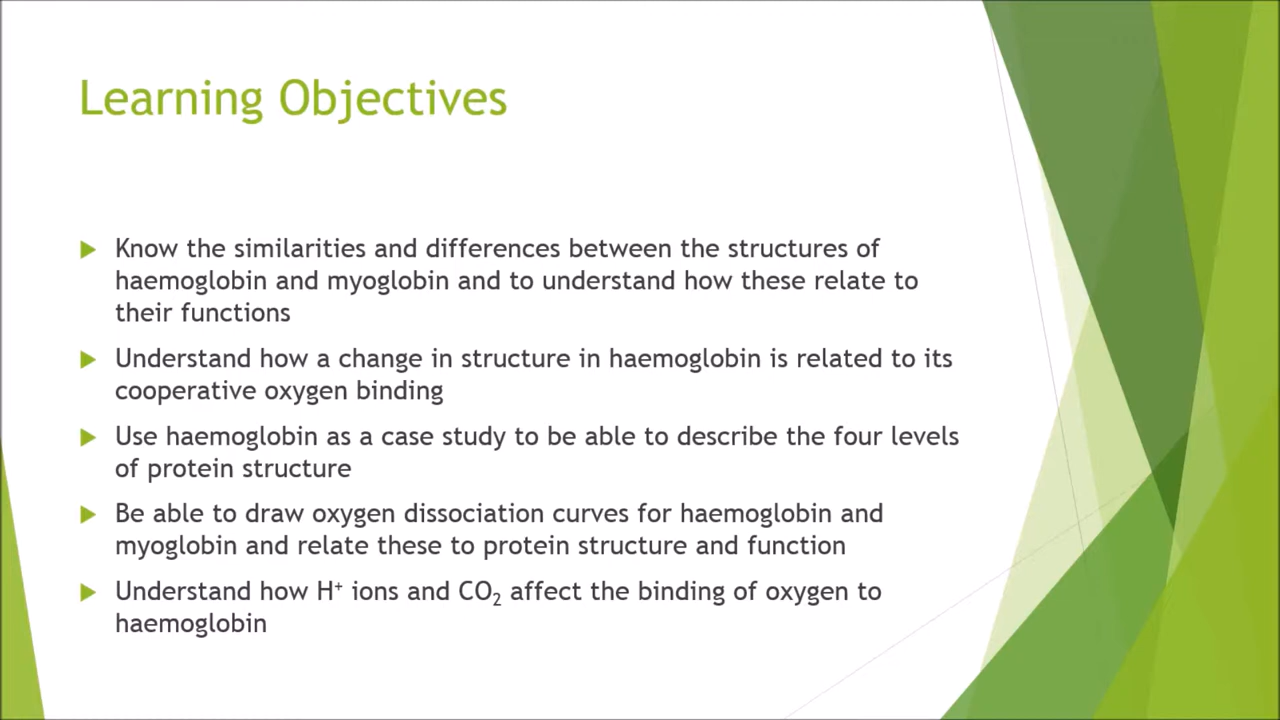 Learning Objectives
Know the similarities and differences between the structures of
haemoglobin and myoglobin and to understand how these relate to
their functions
Understand how a change in structure in haemoglobin is related to its
cooperative oxygen binding
Use haemoglobin as a case study to be able to describe the four levels
of protein structure
Be able to draw oxygen dissociation curves for haemoglobin and
myoglobin and relate these to protein structure and function
Understand how H⁺ ions and CO₂ affect the binding of oxygen to
haemoglobin